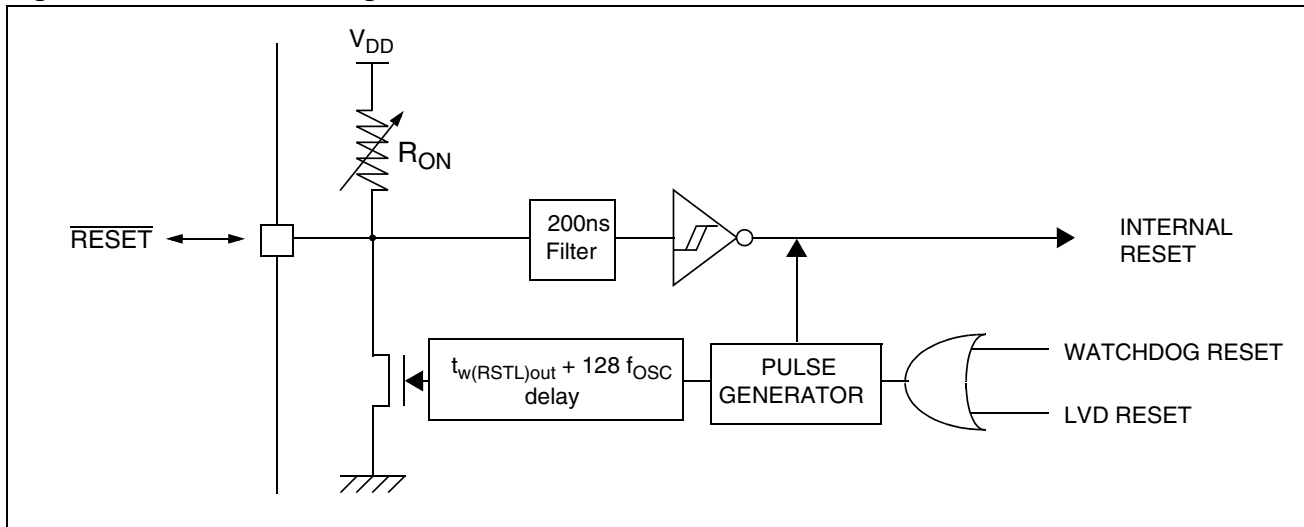 V_DD
R_ON
RESET
200ns
Filter
INTERNAL
RESET
t_w(RSTL)out + 128 f_OSC
delay
PULSE
GENERATOR
WATCHDOG RESET
LVD RESET